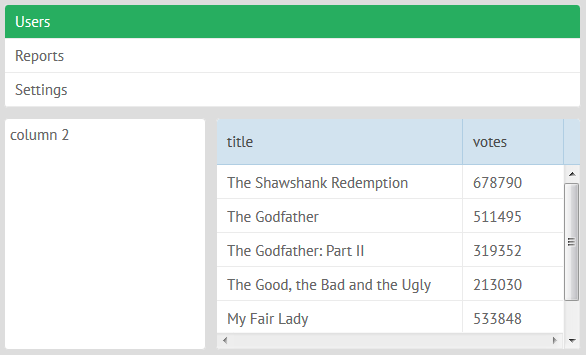 Users
Reports
Settings
column 2
title votes
The Shawshank Redemption 678790
The Godfather 511495
The Godfather: Part II 319352
The Good, the Bad and the Ugly 213030
My Fair Lady 533848